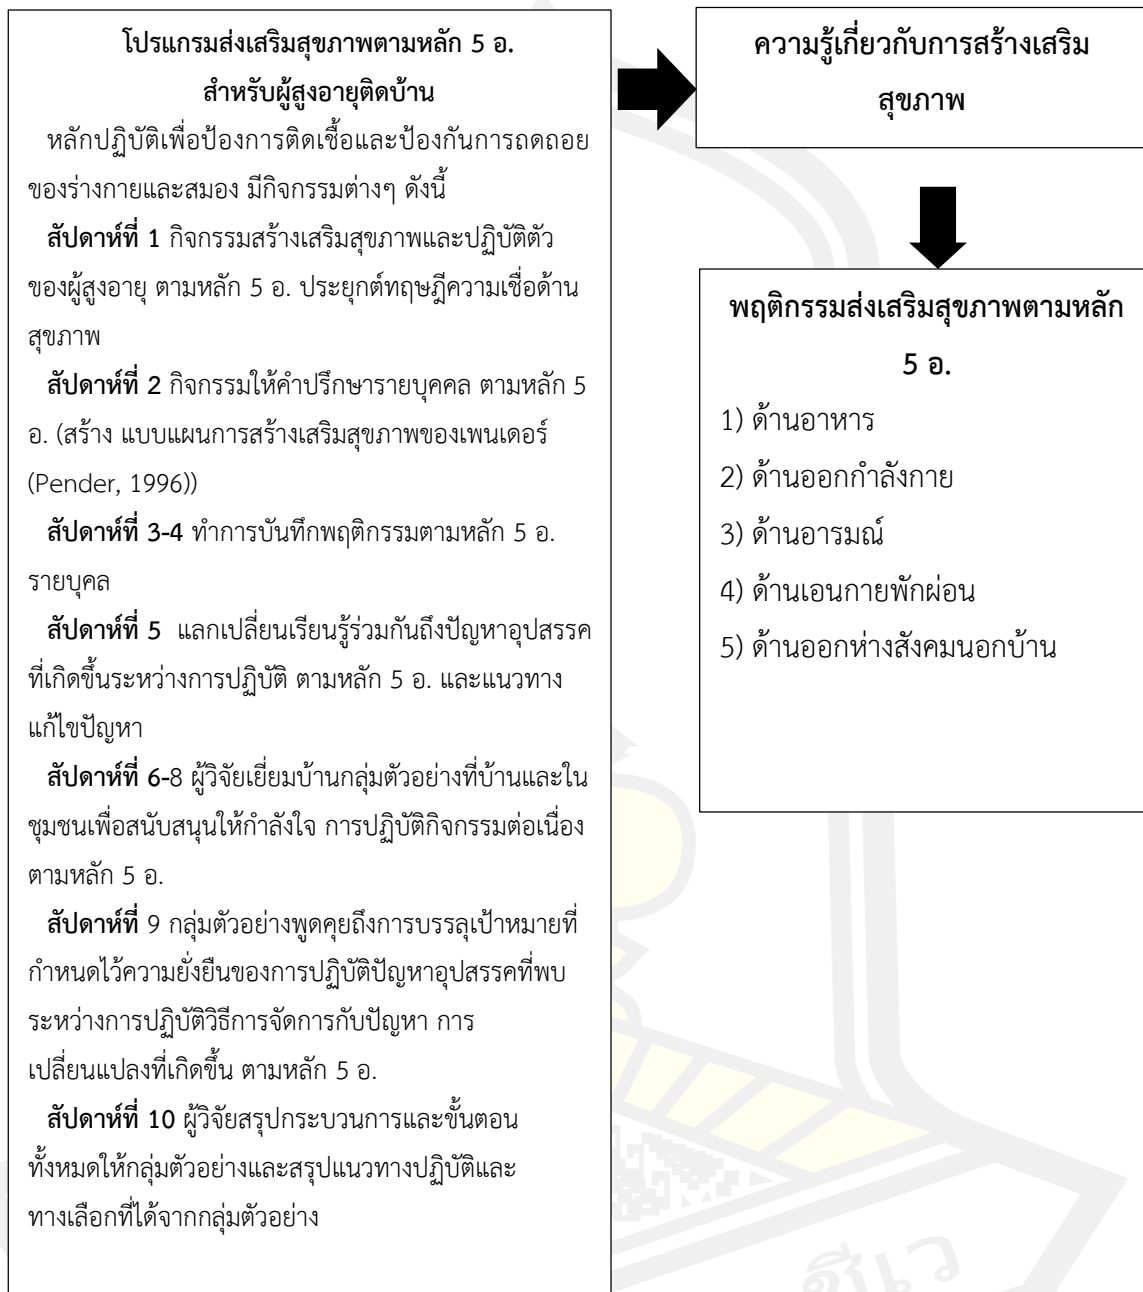 โปรแกรมส่งเสริมสุขภาพตามหลัก 5 อ.
สำหรับผู้สูงอายุติดบ้าน
หลักปฏิบัติเพื่อป้องการติดเชื้อและป้องกันการถดถอย
ของร่างกายและสมอง มีกิจกรรมต่างๆ ดังนี้
สัปดาห์ที่ 1 กิจกรรมสร้างเสริมสุขภาพและปฏิบัติตัว
ของผู้สูงอายุ ตามหลัก 5 อ. ประยุกต์ทฤษฎีความเชื่อด้าน
สุขภาพ
สัปดาห์ที่ 2 กิจกรรมให้คำปรึกษารายบุคคล ตามหลัก 5
อ. (สร้าง แบบแผนการสร้างเสริมสุขภาพของเพนเดอร์
(Pender, 1996))
สัปดาห์ที่ 3-4 ทำการบันทึกพฤติกรรมตามหลัก 5 อ.
รายบุคล
สัปดาห์ที่ 5 แลกเปลี่ยนเรียนรู้ร่วมกันถึงปัญหาอุปสรรค
ที่เกิดขึ้นระหว่างการปฏิบัติ ตามหลัก 5 อ. และแนวทาง
แก้ไขปัญหา
สัปดาห์ที่ 6-8 ผู้วิจัยเยี่ยมบ้านกลุ่มตัวอย่างที่บ้านและใน
ชุมชนเพื่อสนับสนุนให้กำลังใจ การปฏิบัติกิจกรรมต่อเนื่อง
ตามหลัก 5 อ.
สัปดาห์ที่ 9 กลุ่มตัวอย่างพูดคุยถึงการบรรลุเป้าหมายที่
กำหนดไว้ความยั่งยืนของการปฏิบัติปัญหาอุปสรรคที่พบ
ระหว่างการปฏิบัติวิธีการจัดการกับปัญหา การ
เปลี่ยนแปลงที่เกิดขึ้น ตามหลัก 5 อ.
สัปดาห์ที่ 10 ผู้วิจัยสรุปกระบวนการและขั้นตอน
ทั้งหมดให้กลุ่มตัวอย่างและสรุปแนวทางปฏิบัติและ
ทางเลือกที่ได้จากกลุ่มตัวอย่าง
ความรู้เกี่ยวกับการสร้างเสริม
สุขภาพ
พฤติกรรมส่งเสริมสุขภาพตามหลัก
5 อ.
1) ด้านอาหาร
2) ด้านออกกำลังกาย
3) ด้านอารมณ์
4) ด้านเอนกายพักผ่อน
5) ด้านออกห่างสังคมนอกบ้าน
ชีเว